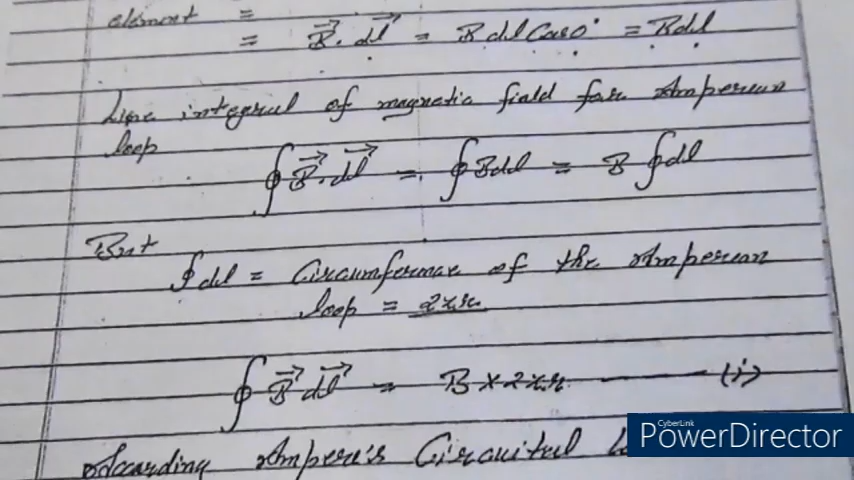 element =
= B⃗. dl⃗ = B dl Cos0° = Bdl
Line integral of magnetic field for Amperean
loop
∮B⃗.dl⃗ = ∮Bdl = B∮dl
But
∮dl = Circumference of the Amperean
loop = 2πr
∮B⃗ dl⃗ = B×2πr ——— (i)
According Ampere's Circuital
CyberLink
PowerDirector